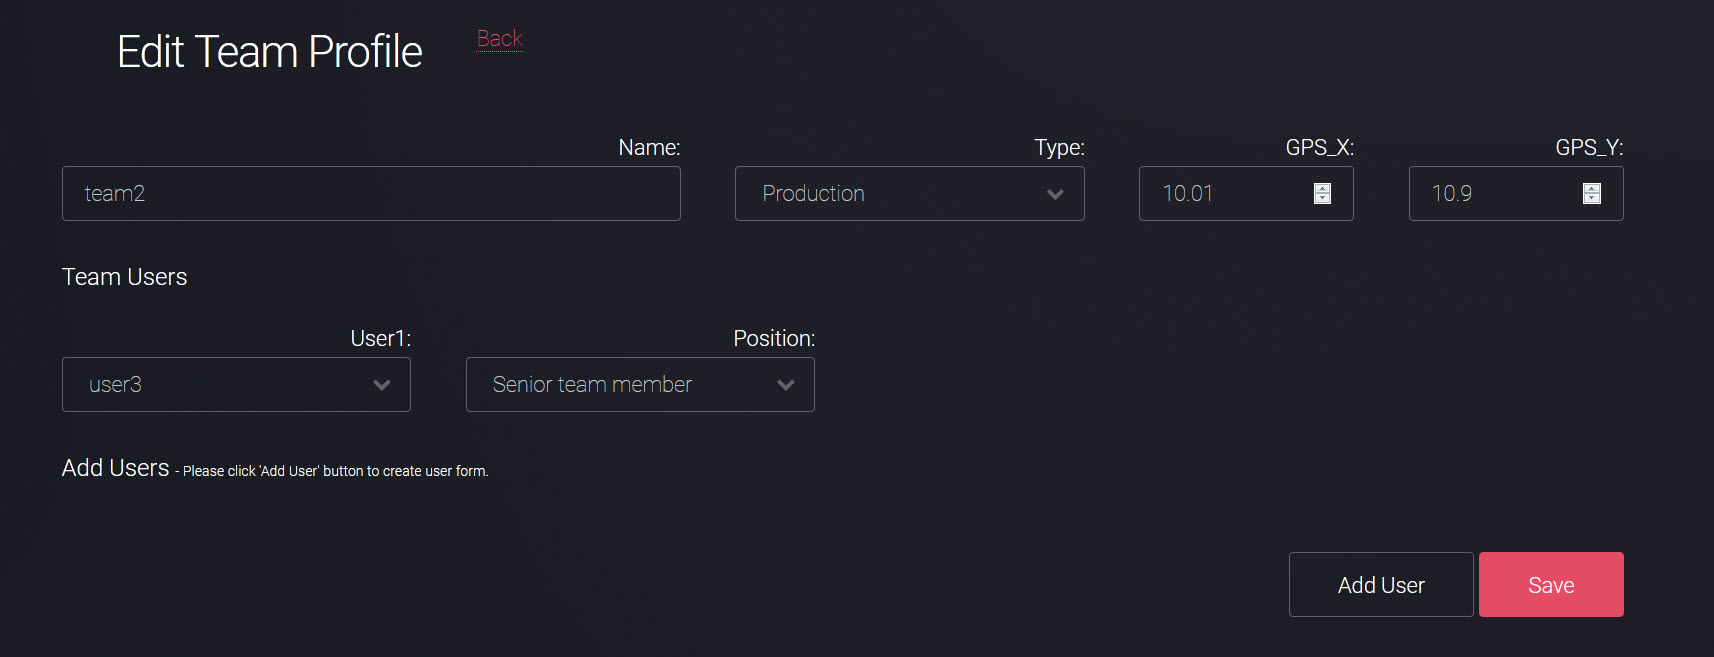 Edit Team Profile Back
Name: Type: GPS_X: GPS_Y:
team2 Production 10.01 10.9
Team Users
User1: Position:
user3 Senior team member
Add Users - Please click 'Add User' button to create user form.
Add User Save